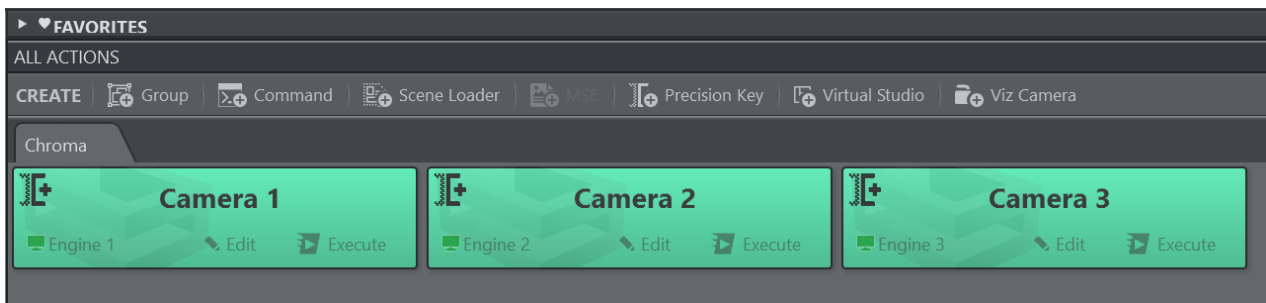 FAVORITES
ALL ACTIONS
CREATE Group Command Scene Loader MSE Precision Key Virtual Studio Viz Camera
Chroma
Camera 1 Camera 2 Camera 3
Engine 1 Edit Execute Engine 2 Edit Execute Engine 3 Edit Execute